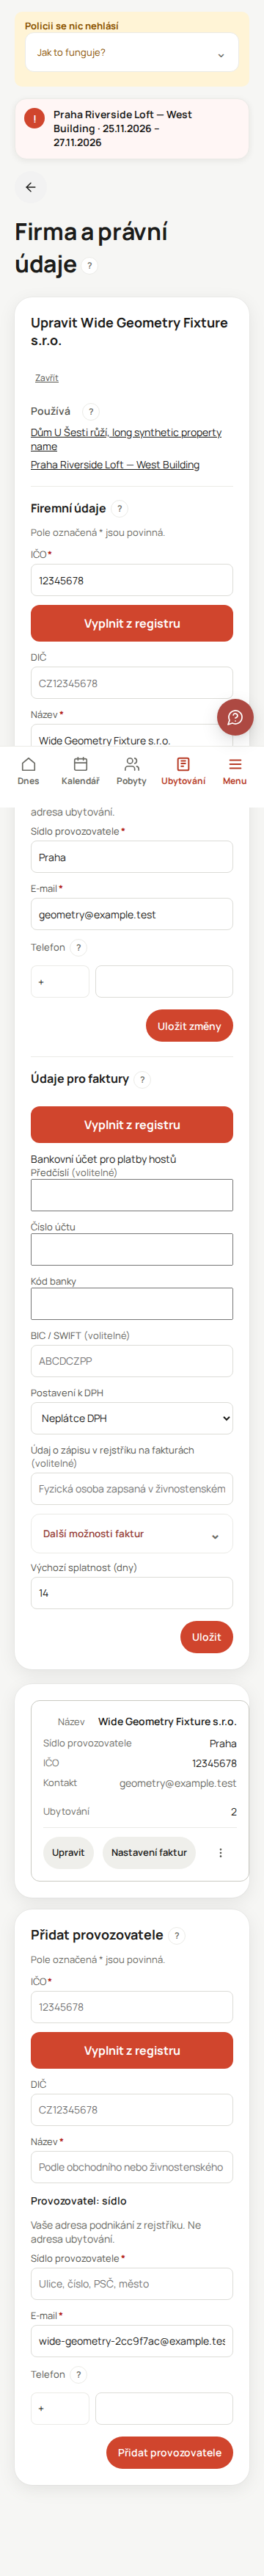 Policii se nic nehlásí
Jak to funguje?
!
Praha Riverside Loft — West
Building · 25.11.2026 –
27.11.2026
Firma a právní
údaje ?
Upravit Wide Geometry Fixture
s.r.o.
Zavřít
Používá ?
Dům U Šesti růží, long synthetic property
name
Praha Riverside Loft — West Building
Firemní údaje ?
Pole označená * jsou povinná.
IČO *
12345678
Vyplnit z registru
DIČ
CZ12345678
Název *
Wide Geometry Fixture s.r.o.
Dnes
Kalendář
Pobyty
Ubytování
Menu
adresa ubytování.
Sídlo provozovatele *
Praha
E-mail *
geometry@example.test
Telefon ?
+
Uložit změny
Údaje pro faktury ?
Vyplnit z registru
Bankovní účet pro platby hostů
Předčíslí (volitelné)
Číslo účtu
Kód banky
BIC / SWIFT (volitelné)
ABCDCZPP
Postavení k DPH
Neplátce DPH
Údaj o zápisu v rejstříku na fakturách
(volitelné)
Fyzická osoba zapsaná v živnostenském
Další možnosti faktur
Výchozí splatnost (dny)
14
Uložit
Název Wide Geometry Fixture s.r.o.
Sídlo provozovatele Praha
IČO 12345678
Kontakt geometry@example.test
Ubytování 2
Upravit
Nastavení faktur
Přidat provozovatele ?
Pole označená * jsou povinná.
IČO *
12345678
Vyplnit z registru
DIČ
CZ12345678
Název *
Podle obchodního nebo živnostenského
Provozovatel: sídlo
Vaše adresa podnikání z rejstříku. Ne
adresa ubytování.
Sídlo provozovatele *
Ulice, číslo, PSČ, město
E-mail *
wide-geometry-2cc9f7ac@example.tes
Telefon ?
+
Přidat provozovatele